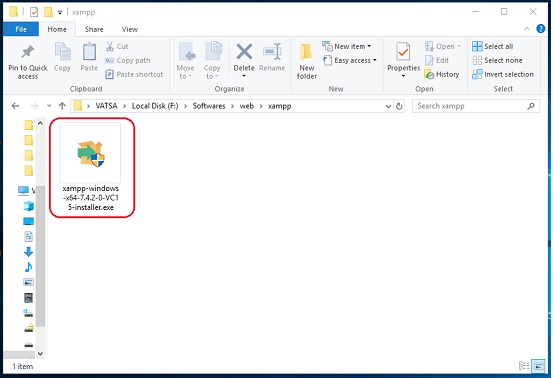 xampp
File Home Share View
Pin to Quick access
Copy
Paste
Cut
Copy path
Paste shortcut
Clipboard
Move to
Copy to
Delete
Rename
Organize
New folder
New item
Easy access
New
Properties
Open
Edit
History
Open
Select all
Select none
Invert selection
Select
VATSA > Local Disk (F:) > Softwares > web > xampp
Search xampp
xampp-windows
-x64-7.4.2-0-VC1
5-installer.exe
1 item